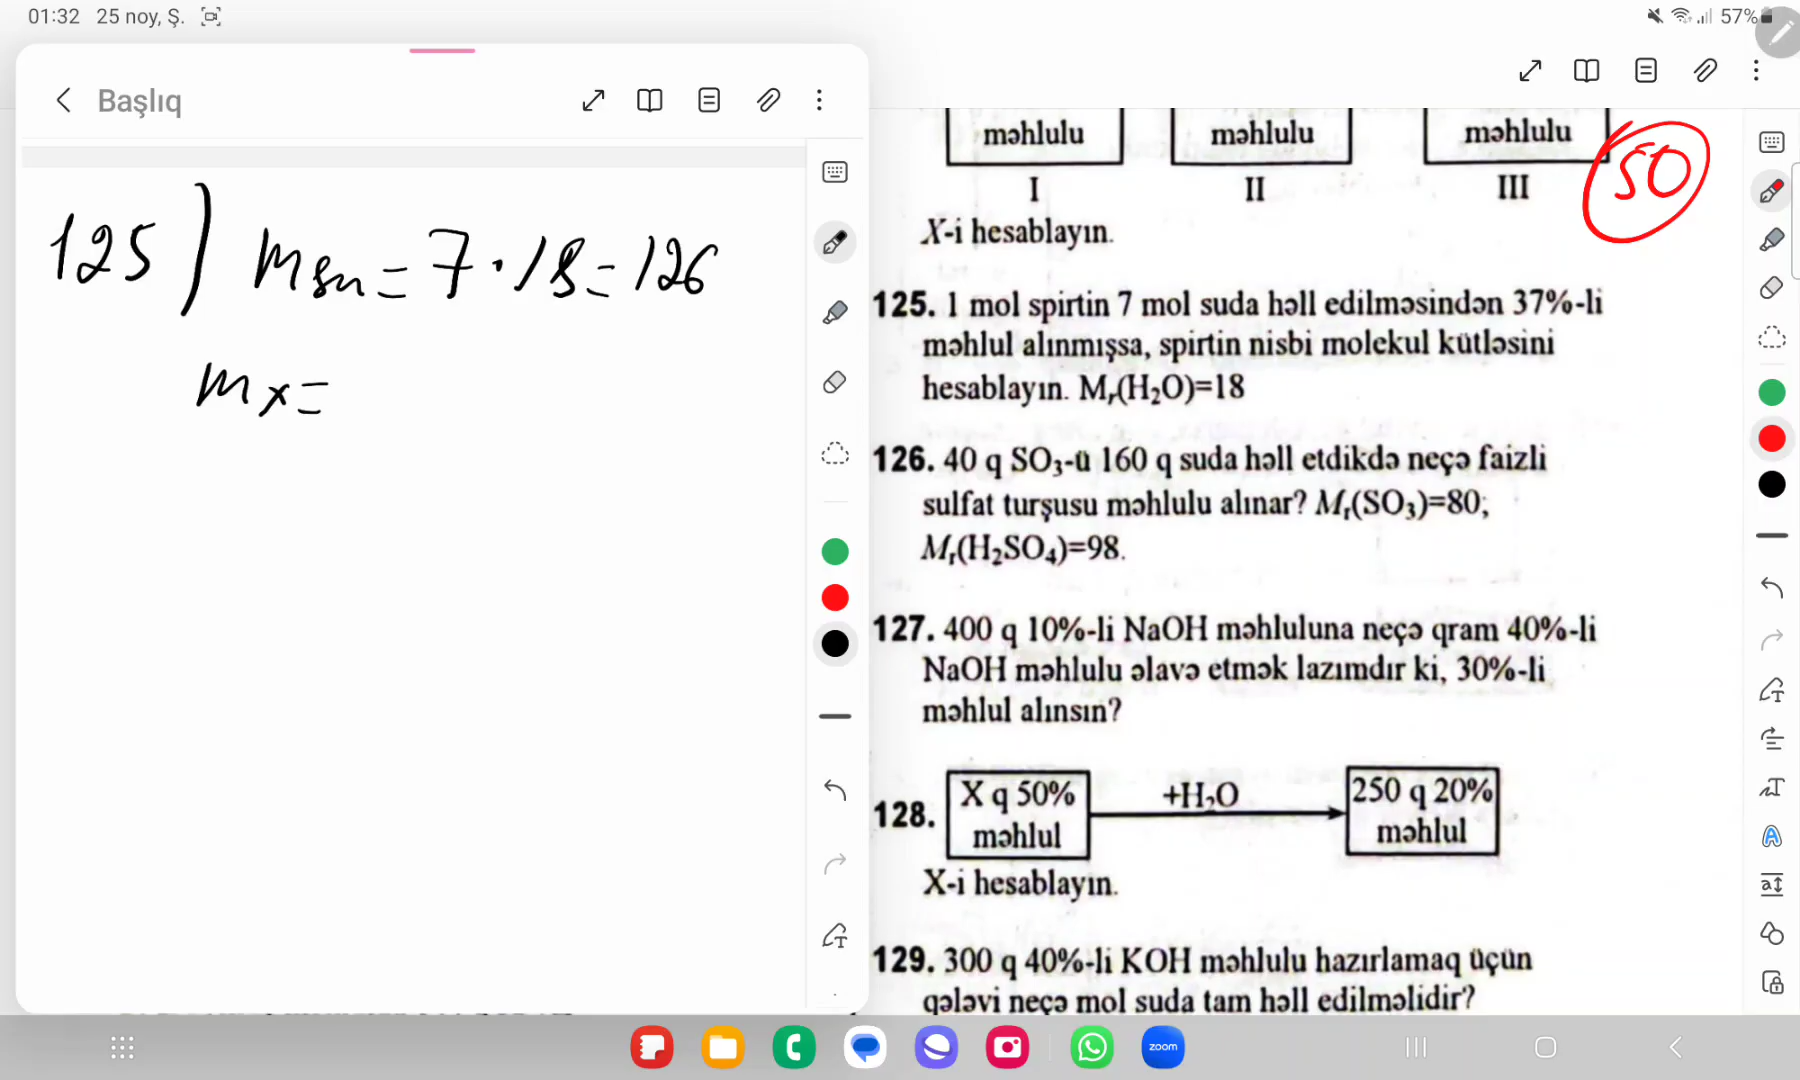 01:32 25 noy, Ş.
57%
Başlıq
125) msu = 7 · 18 = 126
mx =
məhlulu məhlulu məhlulu
I II III
50
X-i hesablayın.
125. 1 mol spirtin 7 mol suda həll edilməsindən 37%-li
məhlul alınmışsa, spirtin nisbi molekul kütləsini
hesablayın. Mr(H2O)=18
126. 40 q SO3-ü 160 q suda həll etdikdə neçə faizli
sulfat turşusu məhlulu alınar? Mr(SO3)=80;
Mr(H2SO4)=98.
127. 400 q 10%-li NaOH məhluluna neçə qram 40%-li
NaOH məhlulu əlavə etmək lazımdır ki, 30%-li
məhlul alınsın?
128. X q 50% məhlul +H2O 250 q 20% məhlul
X-i hesablayın.
129. 300 q 40%-li KOH məhlulu hazırlamaq üçün
qələvi neçə mol suda tam həll edilməlidir?
zoom